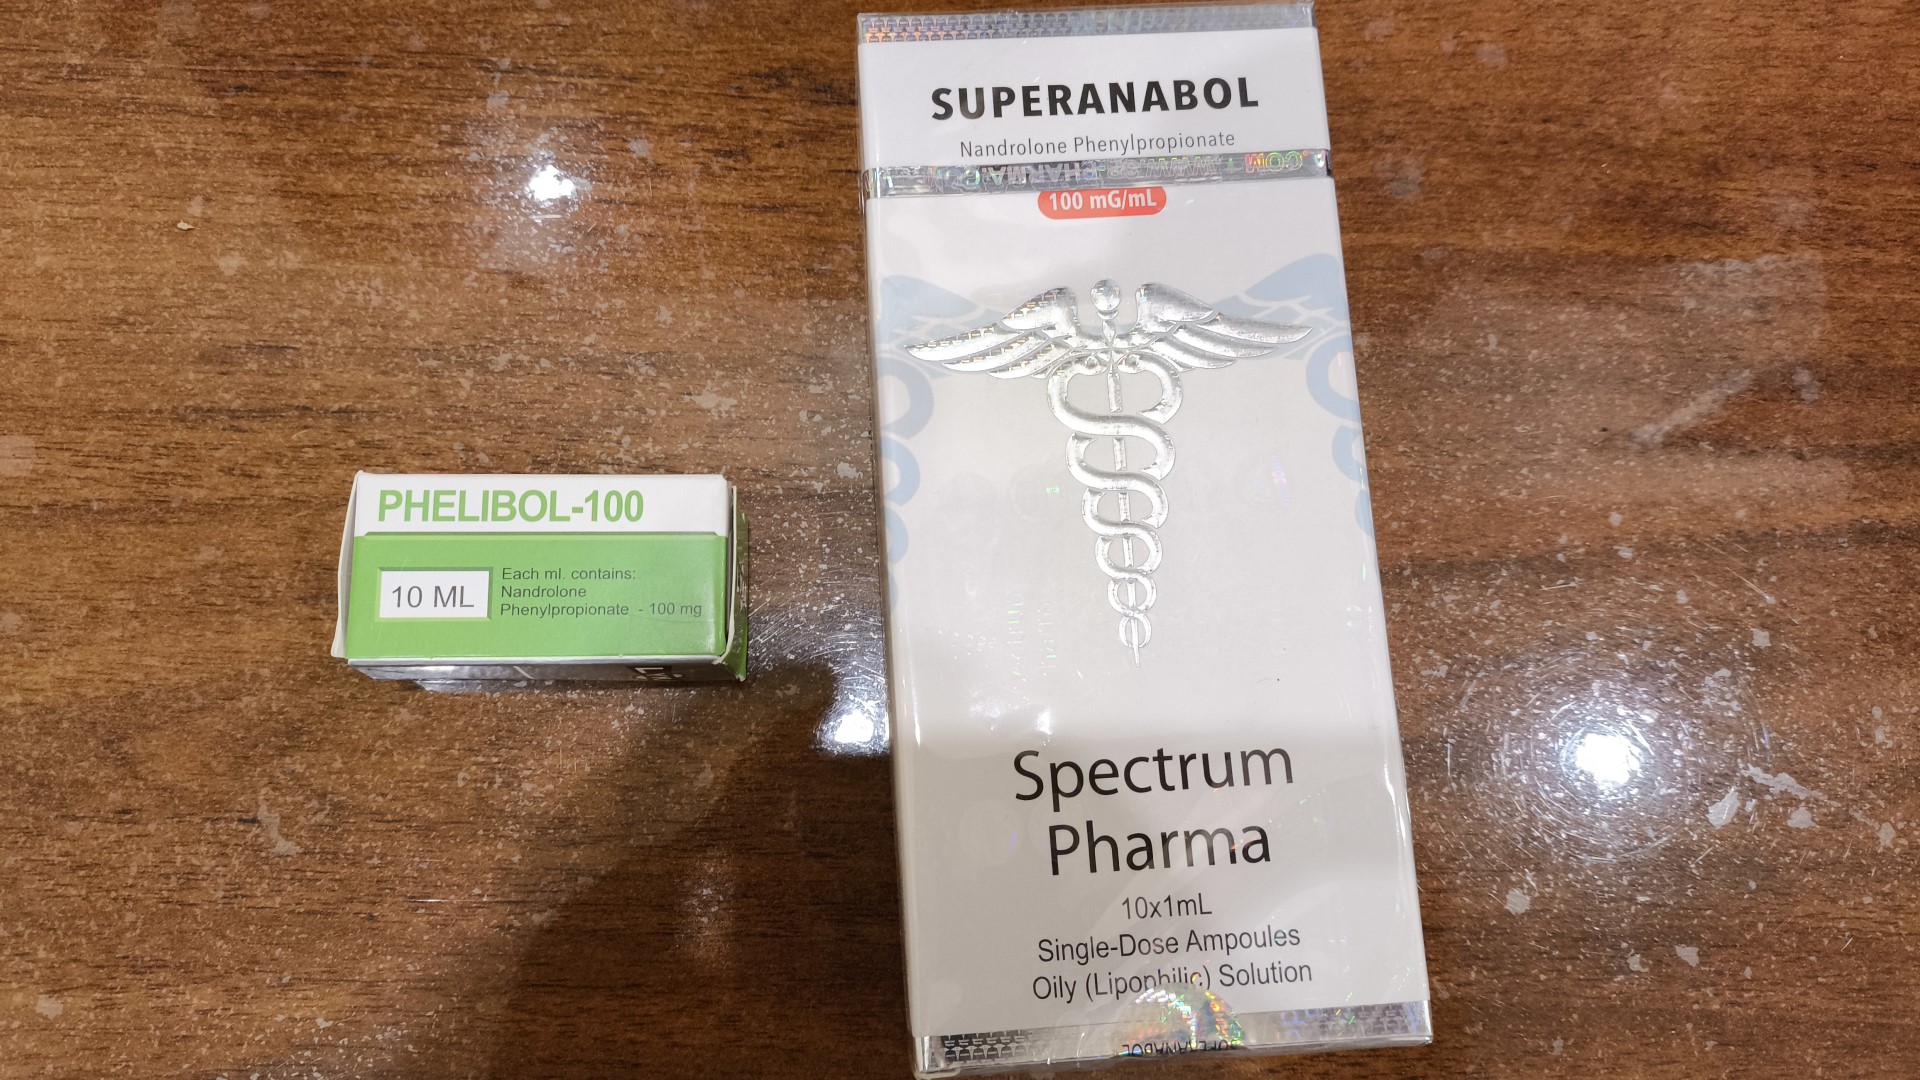 PHELIBOL-100
10 ML
Each ml. contains:
Nandrolone
Phenylpropionate - 100 mg
SUPERANABOL
Nandrolone Phenylpropionate
100 mG/mL
Spectrum
Pharma
10x1mL
Single-Dose Ampoules
Oily (Lipophilic) Solution
SUPERANABOL